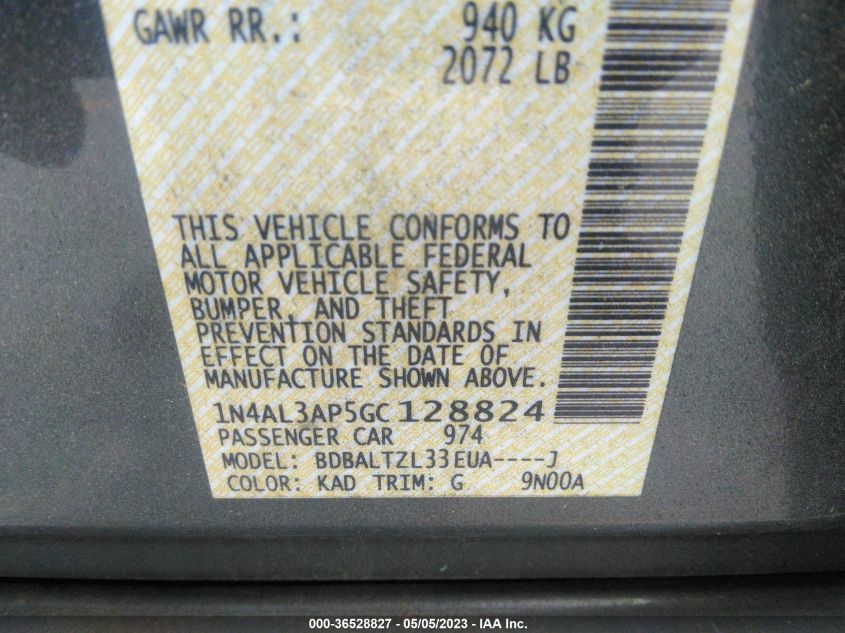 GAWR RR.: 940 KG
2072 LB
THIS VEHICLE CONFORMS TO
ALL APPLICABLE FEDERAL
MOTOR VEHICLE SAFETY,
BUMPER, AND THEFT
PREVENTION STANDARDS IN
EFFECT ON THE DATE OF
MANUFACTURE SHOWN ABOVE.
1N4AL3AP5GC128824
PASSENGER CAR 974
MODEL: BDBALTZL33EUA----J
COLOR: KAD TRIM: G 9N00A
000-36528827 - 05/05/2023 - IAA Inc.